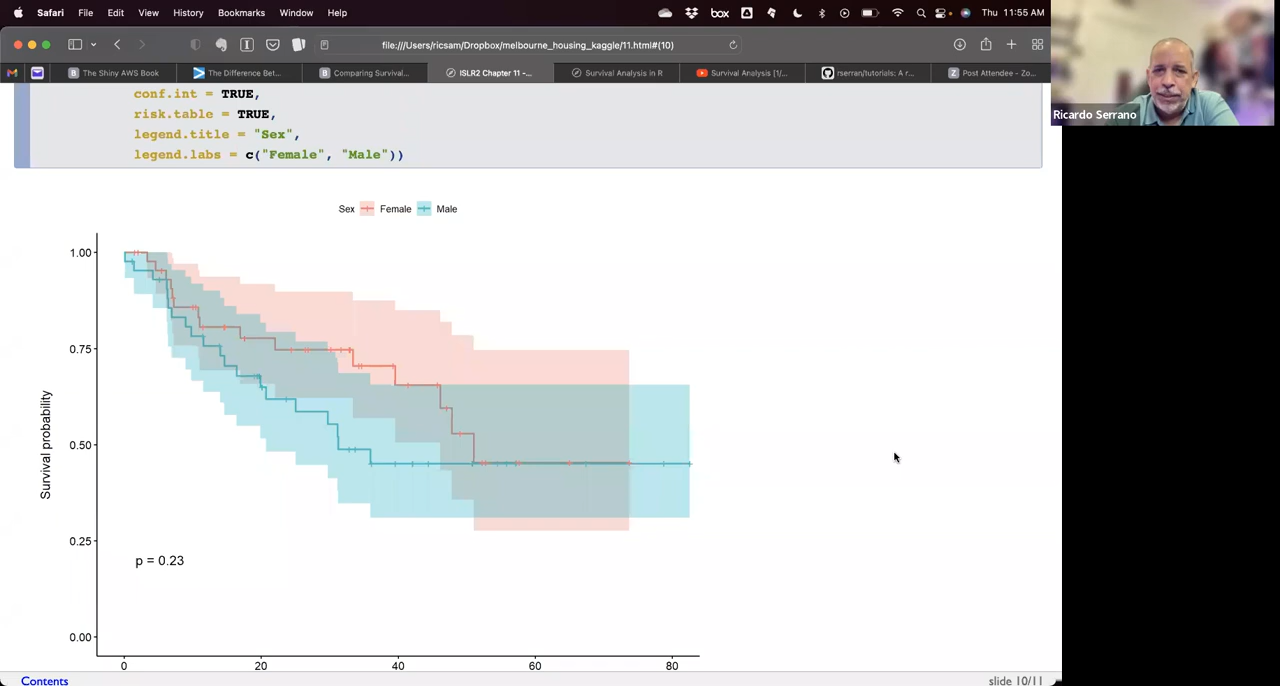 Safari File Edit View History Bookmarks Window Help box Thu 11:55 AM
file:///Users/ricsam/Dropbox/melbourne_housing_kaggle/11.html#(10)
The Shiny AWS Book The Difference Bet... Comparing Survival... ISLR2 Chapter 11 -... Survival Analysis in R Survival Analysis [1/... rserran/tutorials: A r... Post Attendee - Zo...
Ricardo Serrano
conf.int = TRUE,
risk.table = TRUE,
legend.title = "Sex",
legend.labs = c("Female", "Male"))
Sex Female Male
Survival probability
1.00
0.75
0.50
0.25
0.00
p = 0.23
0 20 40 60 80
Contents slide 10/11